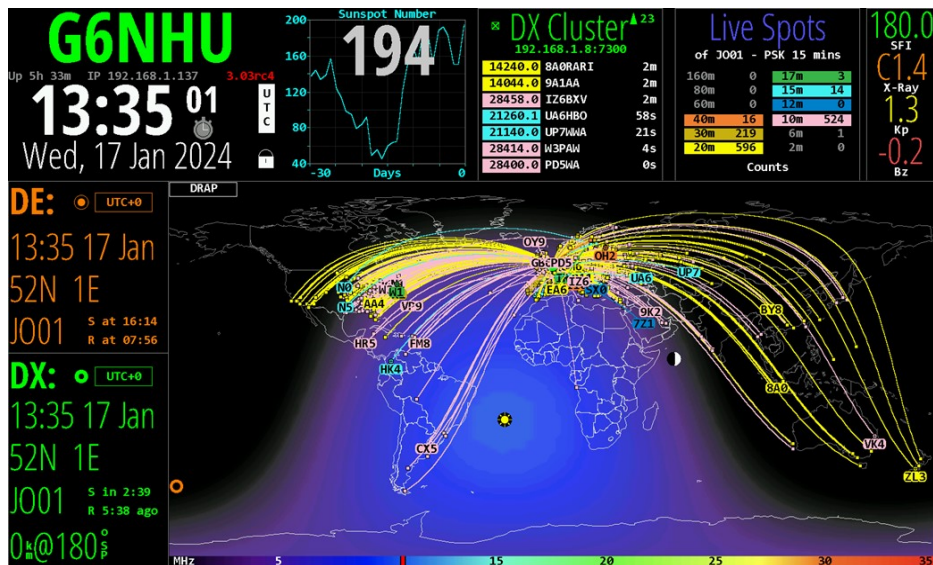 G6NHU
Up 5h 33m IP 192.168.1.137 3.03rc4
13:35 01
UTC
Wed, 17 Jan 2024
Sunspot Number
200
160
120
80
40
194
-30 Days 0
DX Cluster 23
192.168.1.8:7300
14240.0 8A0RARI 2m
14044.0 9A1AA 2m
28458.0 IZ6BXV 2m
21260.1 UA6HBO 58s
21140.0 UP7WWA 21s
28414.0 W3PAW 4s
28400.0 PD5WA 0s
Live Spots
of JO01 - PSK 15 mins
160m 0 17m 3
80m 0 15m 14
60m 0 12m 0
40m 16 10m 524
30m 219 6m 1
20m 596 2m 0
Counts
180.0
SFI
C1.4
X-Ray
1.3
Kp
-0.2
Bz
DE: UTC+0
13:35 17 Jan
52N 1E
JO01 S at 16:14
R at 07:56
DX: UTC+0
13:35 17 Jan
52N 1E
JO01 S in 2:39
R 5:38 ago
0km@180°SP
DRAP
OY9
PD5
OH2
IZ6
SX0
EA6
UA6
UP7
9K2
7Z1
BY8
8A0
VK4
ZL3
N0
N5
W1
AA4
HR5
FM8
HK4
CX5
MHz 5 15 20 25 30 35